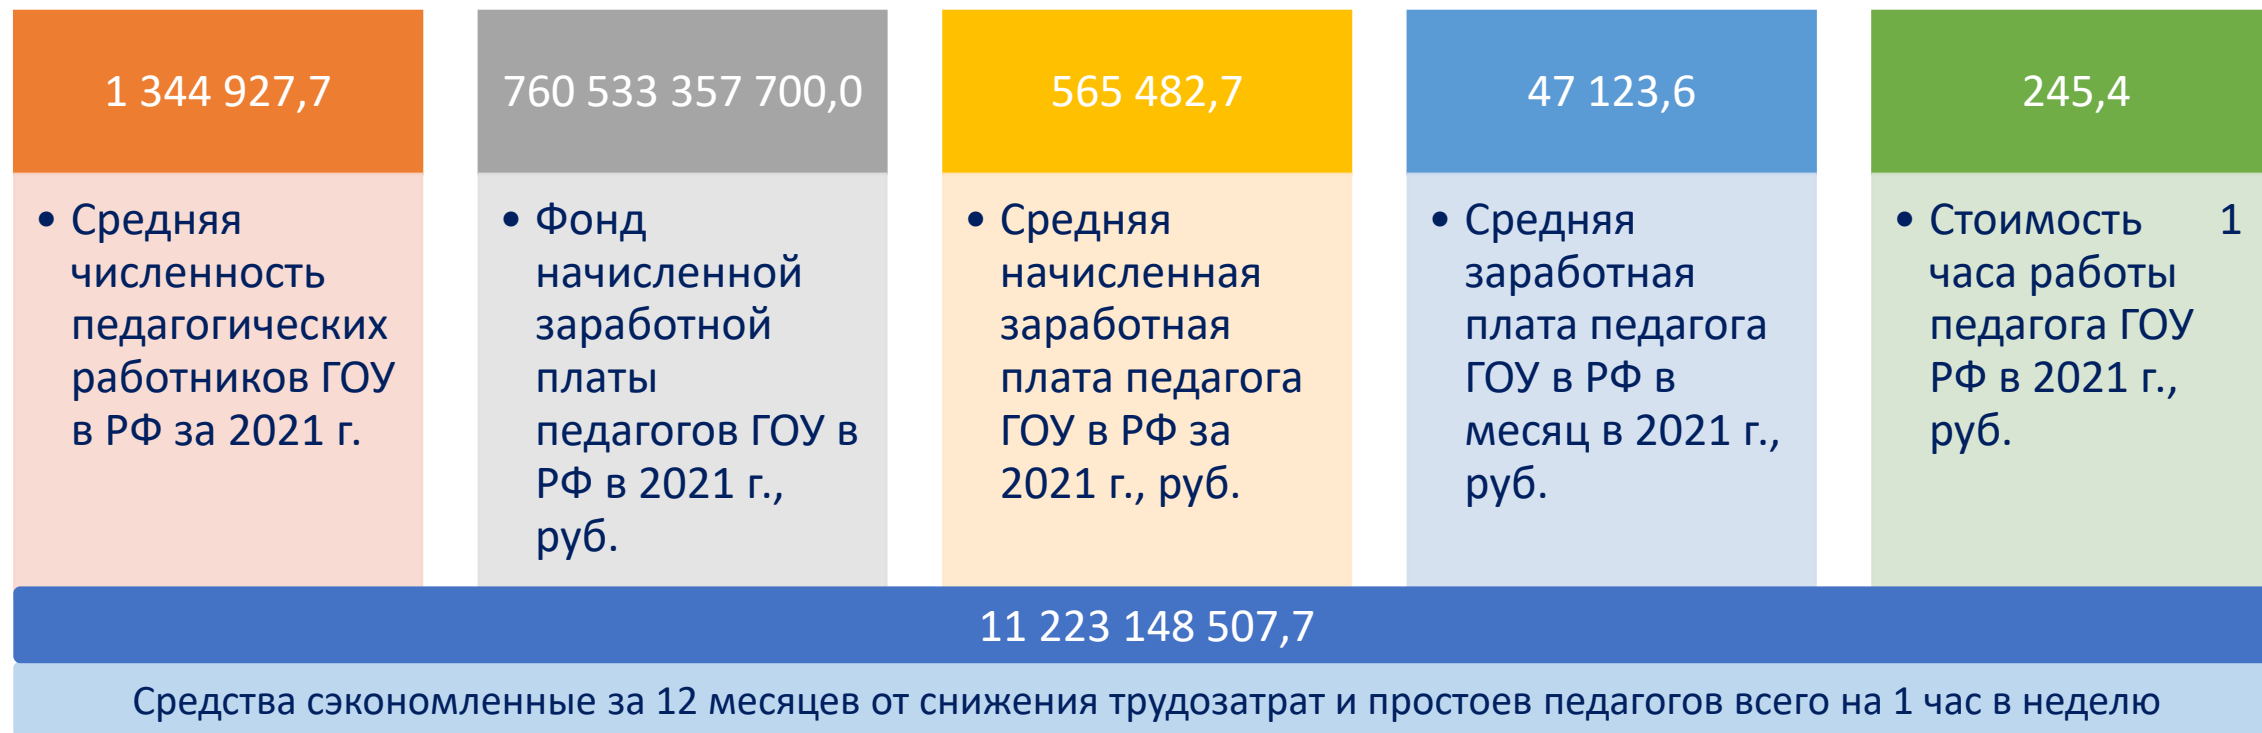 1 344 927,7
• Средняя
численность
педагогических
работников ГОУ
в РФ за 2021 г.
760 533 357 700,0
• Фонд
начисленной
заработной
платы
педагогов ГОУ в
РФ в 2021 г.,
руб.
565 482,7
• Средняя
начисленная
заработная
плата педагога
ГОУ в РФ за
2021 г., руб.
47 123,6
• Средняя
заработная
плата педагога
ГОУ в РФ в
месяц в 2021 г.,
руб.
245,4
• Стоимость 1
часа работы
педагога ГОУ
РФ в 2021 г.,
руб.
11 223 148 507,7
Средства сэкономленные за 12 месяцев от снижения трудозатрат и простоев педагогов всего на 1 час в неделю